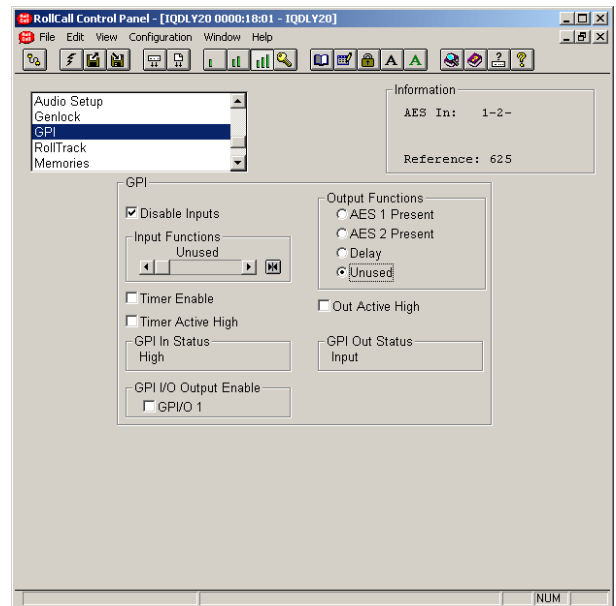 RollCall Control Panel - [IQDLY20 0000:18:01 - IQDLY20]
File Edit View Configuration Window Help
A A
Audio Setup
Genlock
GPI
RollTrack
Memories
Information
AES In: 1-2-
Reference: 625
GPI
Disable Inputs
Input Functions
Unused
Timer Enable
Timer Active High
GPI In Status
High
GPI I/O Output Enable
GPI/O 1
Output Functions
AES 1 Present
AES 2 Present
Delay
Unused
Out Active High
GPI Out Status
Input
NUM